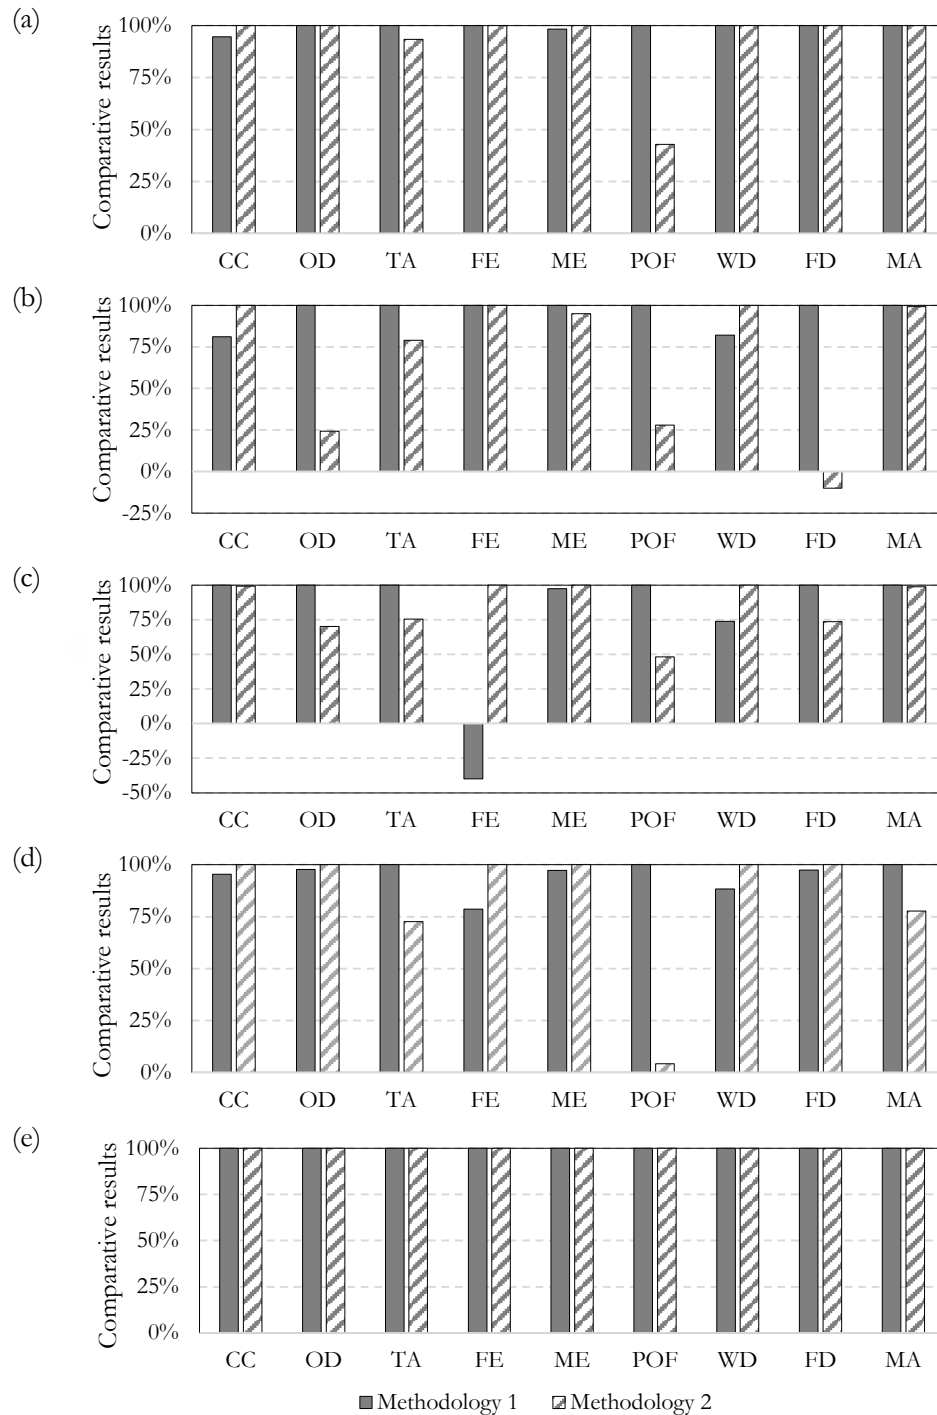 (a)
Comparative results
100%
75%
50%
25%
0%
CC OD TA FE ME POF WD FD MA
(b)
Comparative results
100%
75%
50%
25%
0%
-25%
CC OD TA FE ME POF WD FD MA
(c)
Comparative results
100%
75%
50%
25%
0%
-25%
-50%
CC OD TA FE ME POF WD FD MA
(d)
Comparative results
100%
75%
50%
25%
0%
CC OD TA FE ME POF WD FD MA
(e)
Comparative results
100%
75%
50%
25%
0%
CC OD TA FE ME POF WD FD MA
Methodology 1 Methodology 2